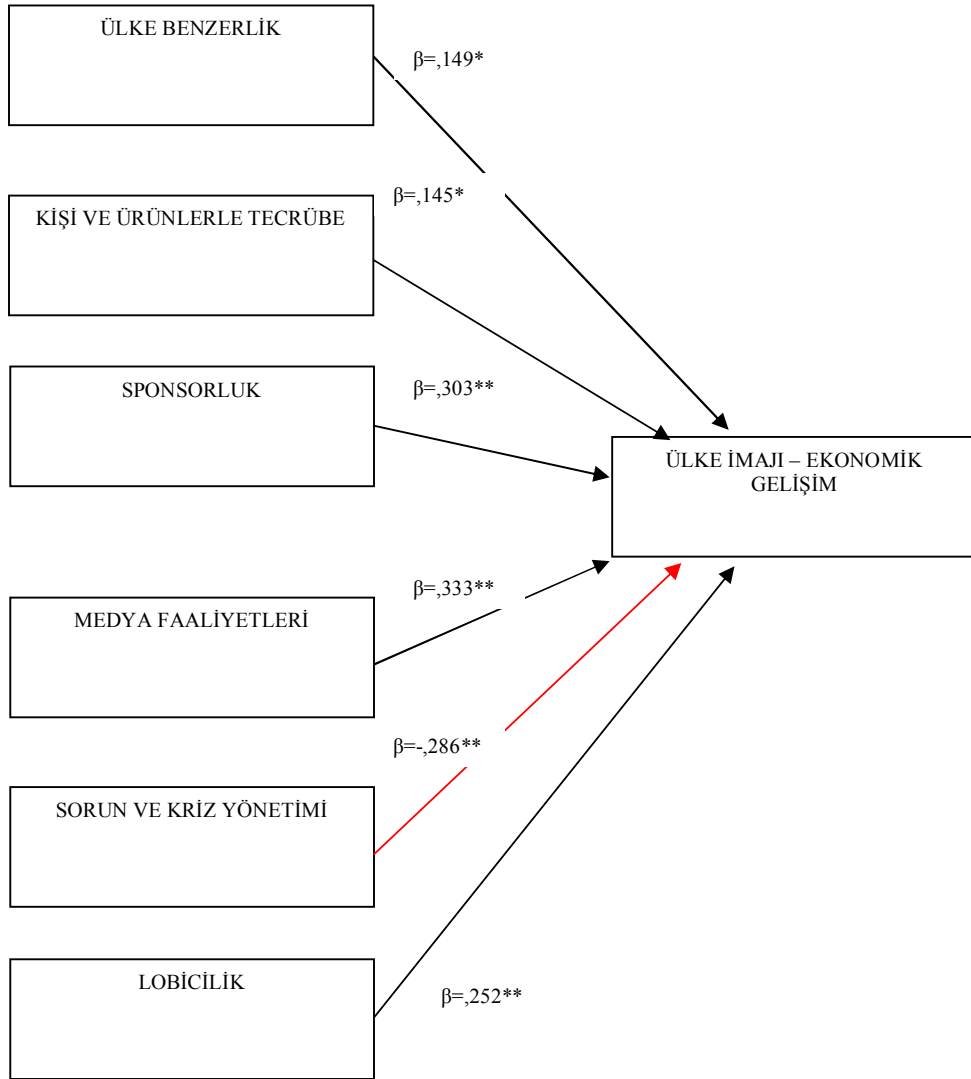 ÜLKE BENZERLİK
β=,149*
β=,145*
KİŞİ VE ÜRÜNLERLE TECRÜBE
SPONSORLUK
β=,303**
ÜLKE İMAJI – EKONOMİK
GELİŞİM
β=,333**
MEDYA FAALİYETLERİ
β=-,286**
SORUN VE KRİZ YÖNETİMİ
LOBİCİLİK
β=,252**